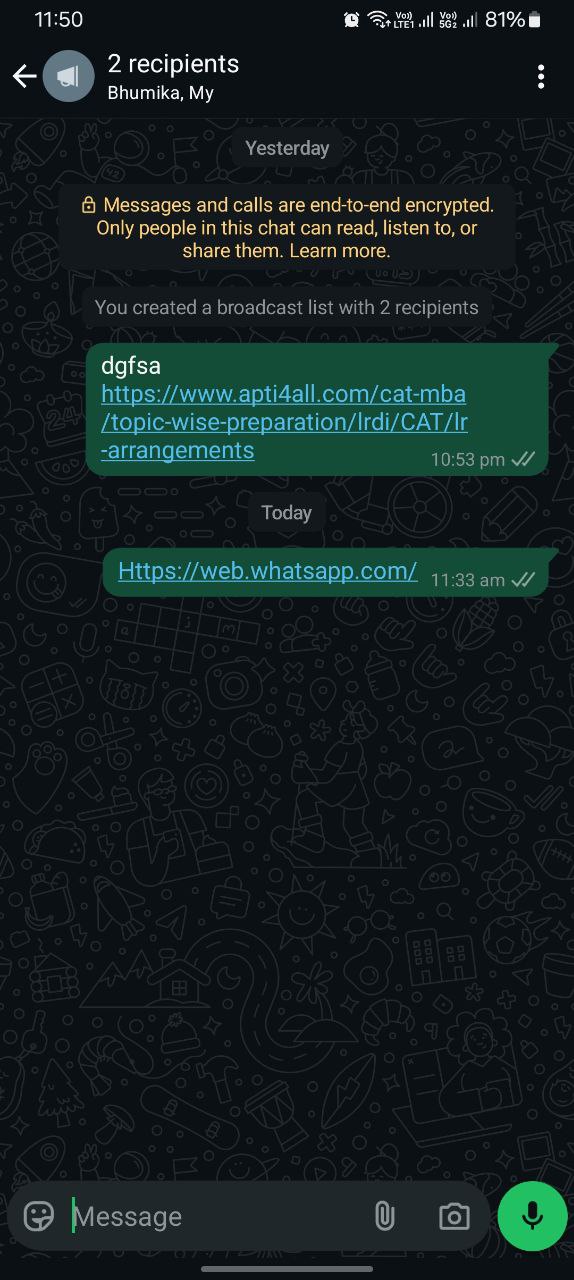 11:50 Vo)) LTE1 Vo)) 5G2 81%
2 recipients
Bhumika, My
Yesterday
Messages and calls are end-to-end encrypted.
Only people in this chat can read, listen to, or
share them. Learn more.
You created a broadcast list with 2 recipients
dgfsa
https://www.apti4all.com/cat-mba
/topic-wise-preparation/lrdi/CAT/lr
-arrangements
10:53 pm
Today
Https://web.whatsapp.com/ 11:33 am
Message